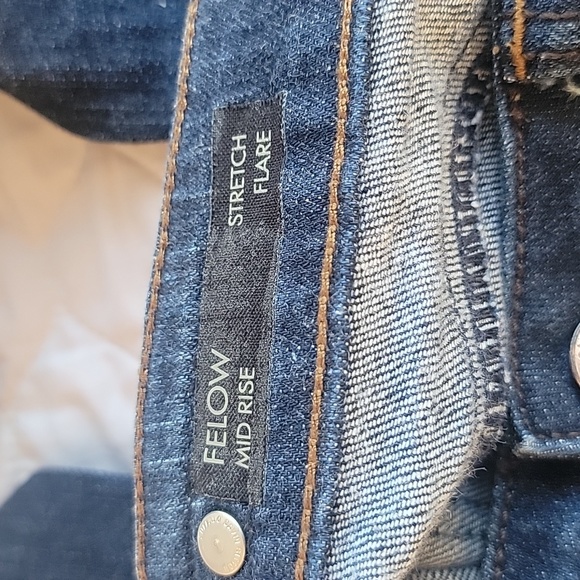 FELOW
MID RISE
STRETCH
FLARE